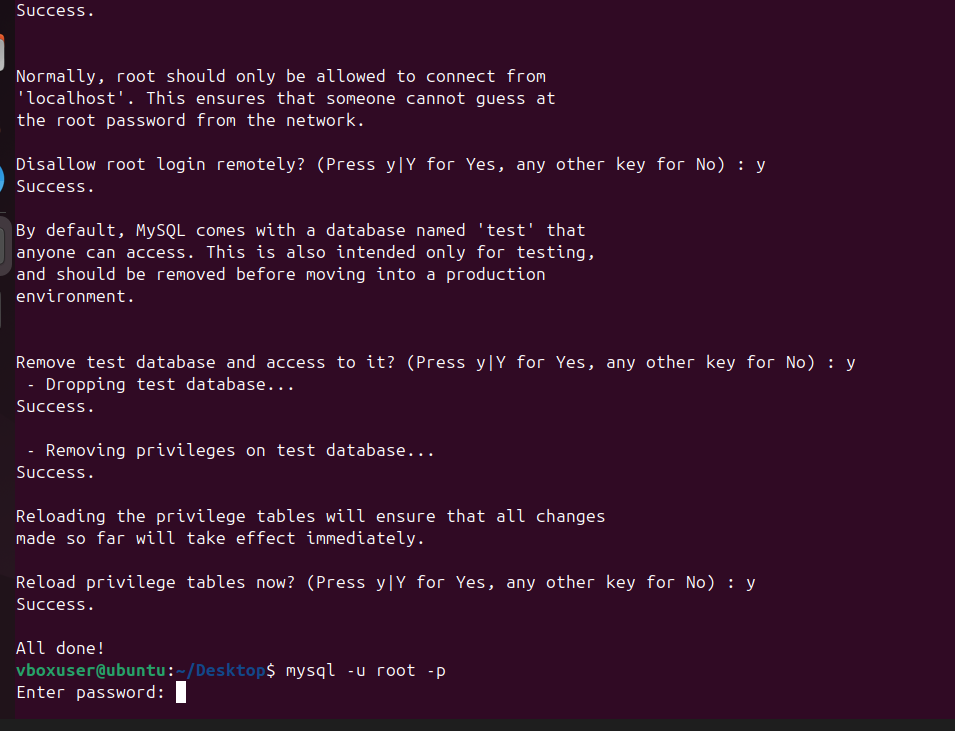 Success.
Normally, root should only be allowed to connect from
'localhost'. This ensures that someone cannot guess at
the root password from the network.
Disallow root login remotely? (Press y|Y for Yes, any other key for No) : y
Success.
By default, MySQL comes with a database named 'test' that
anyone can access. This is also intended only for testing,
and should be removed before moving into a production
environment.
Remove test database and access to it? (Press y|Y for Yes, any other key for No) : y
 - Dropping test database...
Success.
 - Removing privileges on test database...
Success.
Reloading the privilege tables will ensure that all changes
made so far will take effect immediately.
Reload privilege tables now? (Press y|Y for Yes, any other key for No) : y
Success.
All done!
vboxuser@ubuntu:~/Desktop$ mysql -u root -p
Enter password: